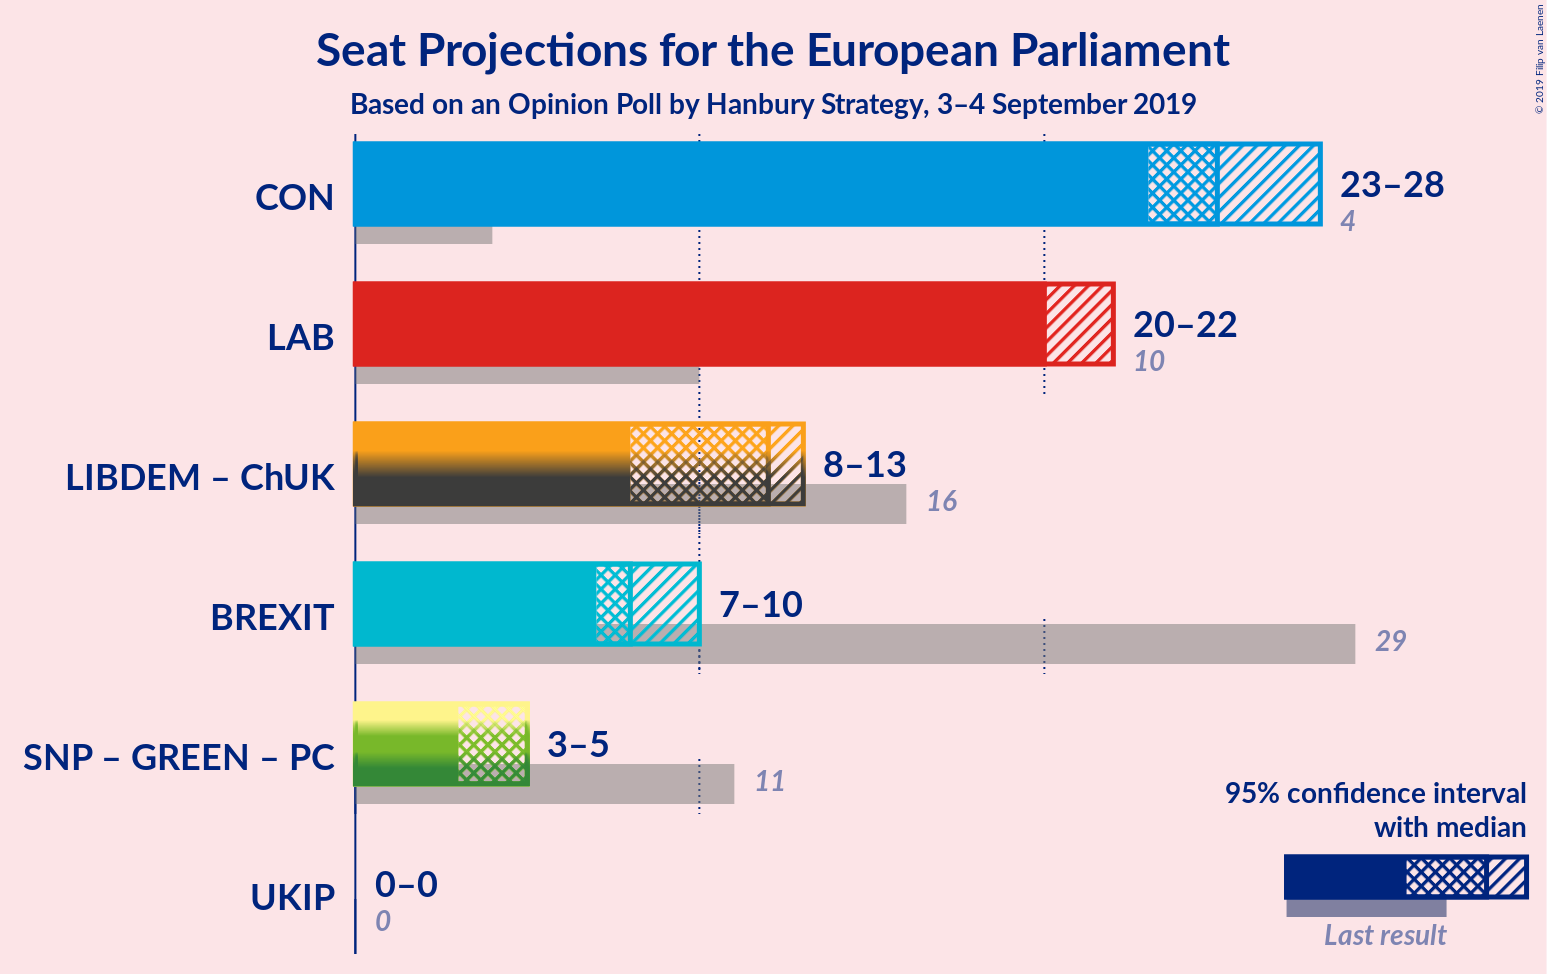 Seat Projections for the European Parliament
Based on an Opinion Poll by Hanbury Strategy, 3–4 September 2019
© 2019 Filip van Laenen
CON
23–28
4
LAB
20–22
10
LIBDEM – ChUK
8–13
16
BREXIT
7–10
29
SNP – GREEN – PC
3–5
11
UKIP
0–0
0
95% confidence interval
with median
Last result